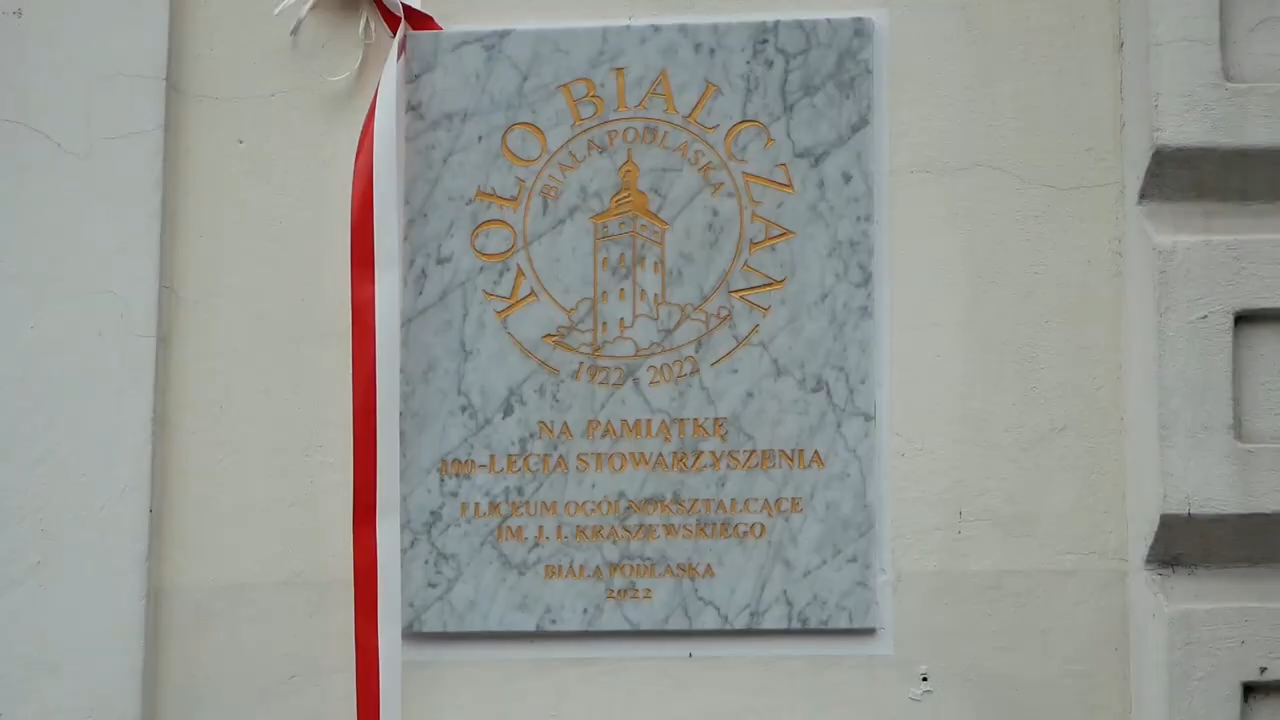 KOŁO BIALCZAN
BIAŁA PODLASKA
1922 - 2022
NA PAMIĄTKĘ
100-LECIA STOWARZYSZENIA
I LICEUM OGÓLNOKSZTAŁCĄCE
IM. J. I. KRASZEWSKIEGO
BIAŁA PODLASKA
2022